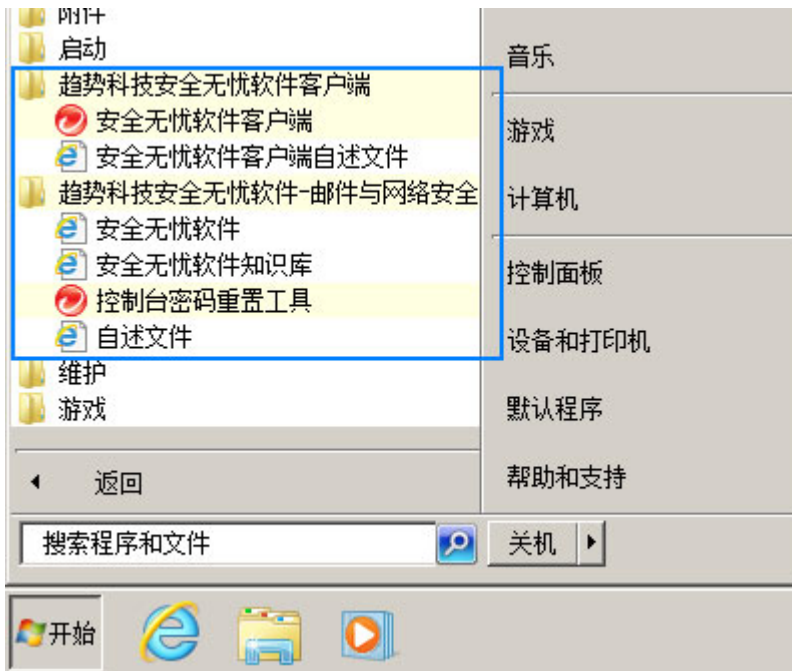 附件
启动
趋势科技安全无忧软件客户端
安全无忧软件客户端
安全无忧软件客户端自述文件
趋势科技安全无忧软件-邮件与网络安全
安全无忧软件
安全无忧软件知识库
控制台密码重置工具
自述文件
维护
游戏
返回
搜索程序和文件
音乐
游戏
计算机
控制面板
设备和打印机
默认程序
帮助和支持
关机
开始